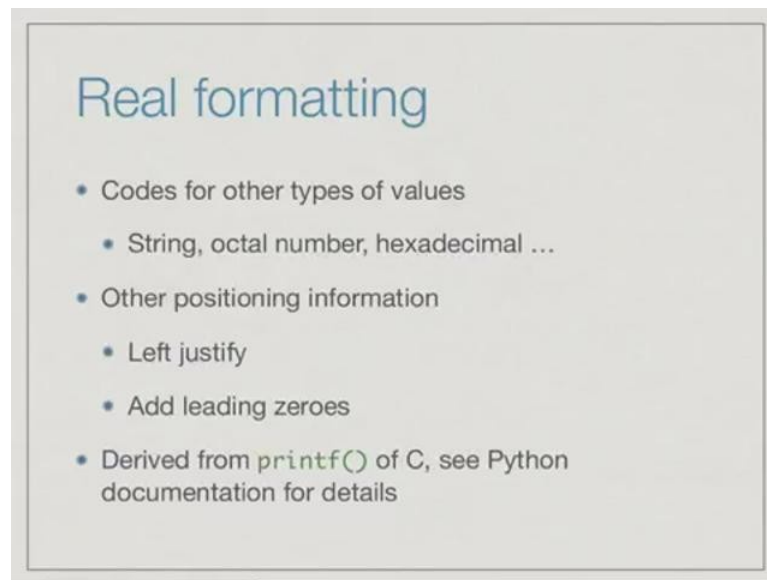 Real formatting
• Codes for other types of values
• String, octal number, hexadecimal ...
• Other positioning information
• Left justify
• Add leading zeroes
• Derived from printf() of C, see Python
documentation for details